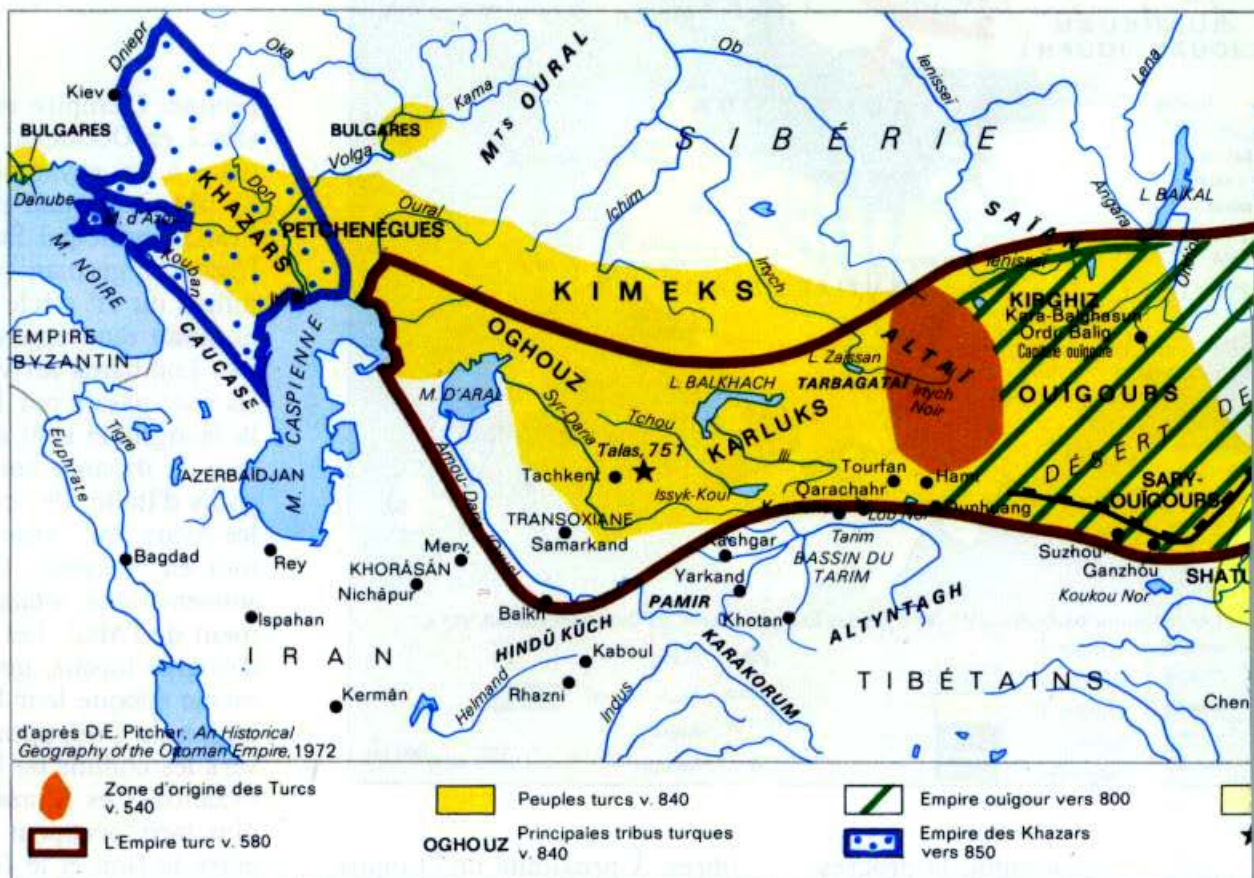 Dniepr
Oka
Ob
Ienisseï
Lena
Kiev
Kama
Mts OURAL
BULGARES
BULGARES
Volga
SIBÉRIE
Danube
KHAZARS
Don
Oural
Ichim
Angara
L. BAÏKAL
M. d'Azov
PETCHENÈGUES
SAÏAN
M. NOIRE
Kouban
Irtych
Ienisseï
KIMEKS
KIRGHIZ
Kara-Balghasun
Ordu Balig
Capitale ouïgoure
EMPIRE
BYZANTIN
CAUCASE
M. CASPIENNE
OGHOUZ
ALTAÏ
L. Zaïssan
TARBAGATAÏ
Irtych
Noir
OUÏGOURS
M. D'ARAL
L. BALKHACH
Syr-Daria
Tchou
KARLUKS
DÉSERT DE
Euphrate
Tigre
Talas, 751
Ili
Tourfan
Hami
AZERBAÏDJAN
Amou-Daria
Tachkent
Issyk-Koul
Qarachahr
SARY-
OUÏGOURS
TRANSOXIANE
Samarkand
Lob Nor
Dunhuang
Bagdad
Rey
Merv
Kashgar
Tarim
BASSIN DU
TARIM
Suzhou
Ganzhou
KHORÂSÂN
Nichâpur
Yarkand
SHATU
Balkh
PAMIR
Koukou Nor
Ispahan
Khotan
ALTYNTAGH
HINDÛ KÛCH
IRAN
Kaboul
KARAKORUM
TIBÉTAINS
Kermân
Helmand
Rhazni
Indus
Chen
d'après D.E. Pitcher, An Historical
Geography of the Ottoman Empire, 1972
Zone d'origine des Turcs
v. 540
L'Empire turc v. 580
Peuples turcs v. 840
OGHOUZ
Principales tribus turques
v. 840
Empire ouïgour vers 800
Empire des Khazars
vers 850